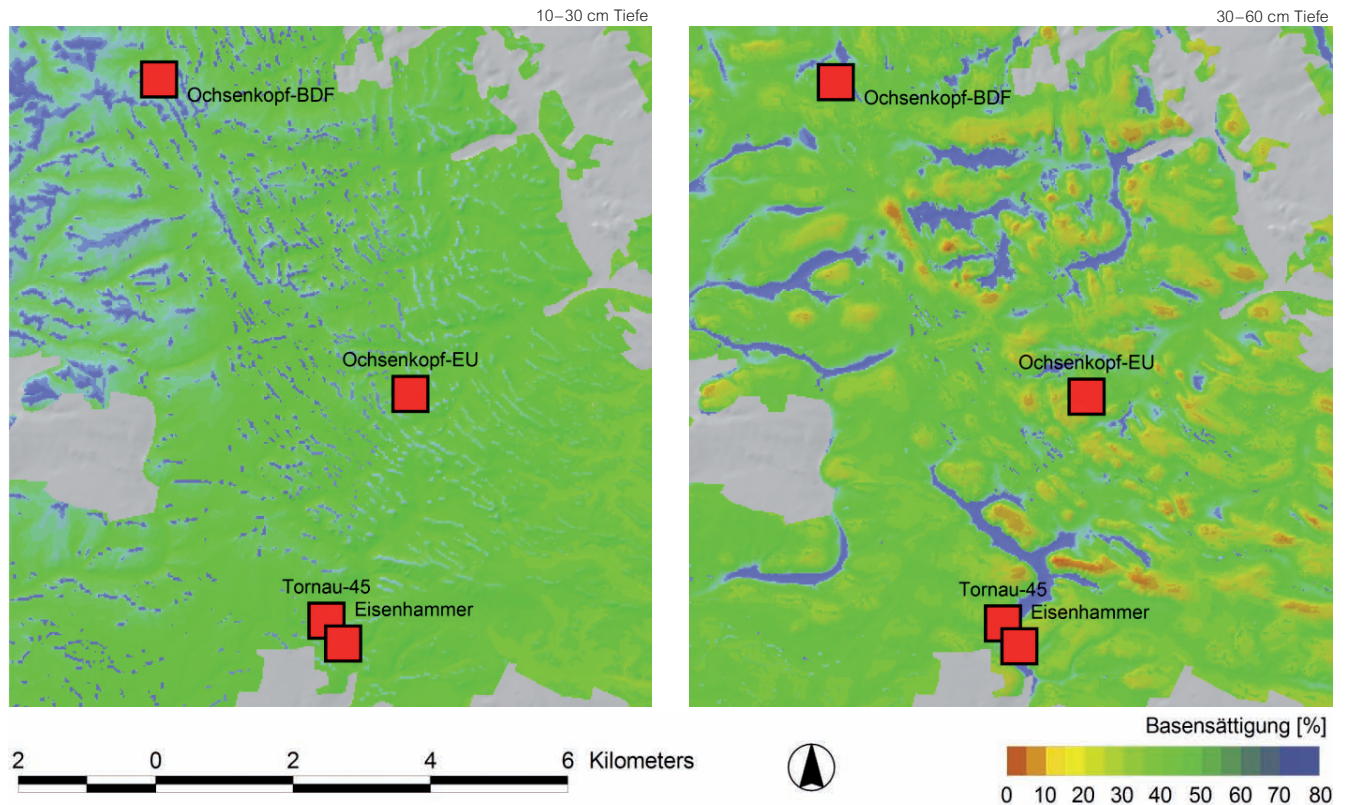 10–30 cm Tiefe
30–60 cm Tiefe
Ochsenkopf-BDF
Ochsenkopf-BDF
Ochsenkopf-EU
Ochsenkopf-EU
Tornau-45
Eisenhammer
Tornau-45
Eisenhammer
2 0 2 4 6 Kilometers
Basensättigung [%]
0 10 20 30 40 50 60 70 80